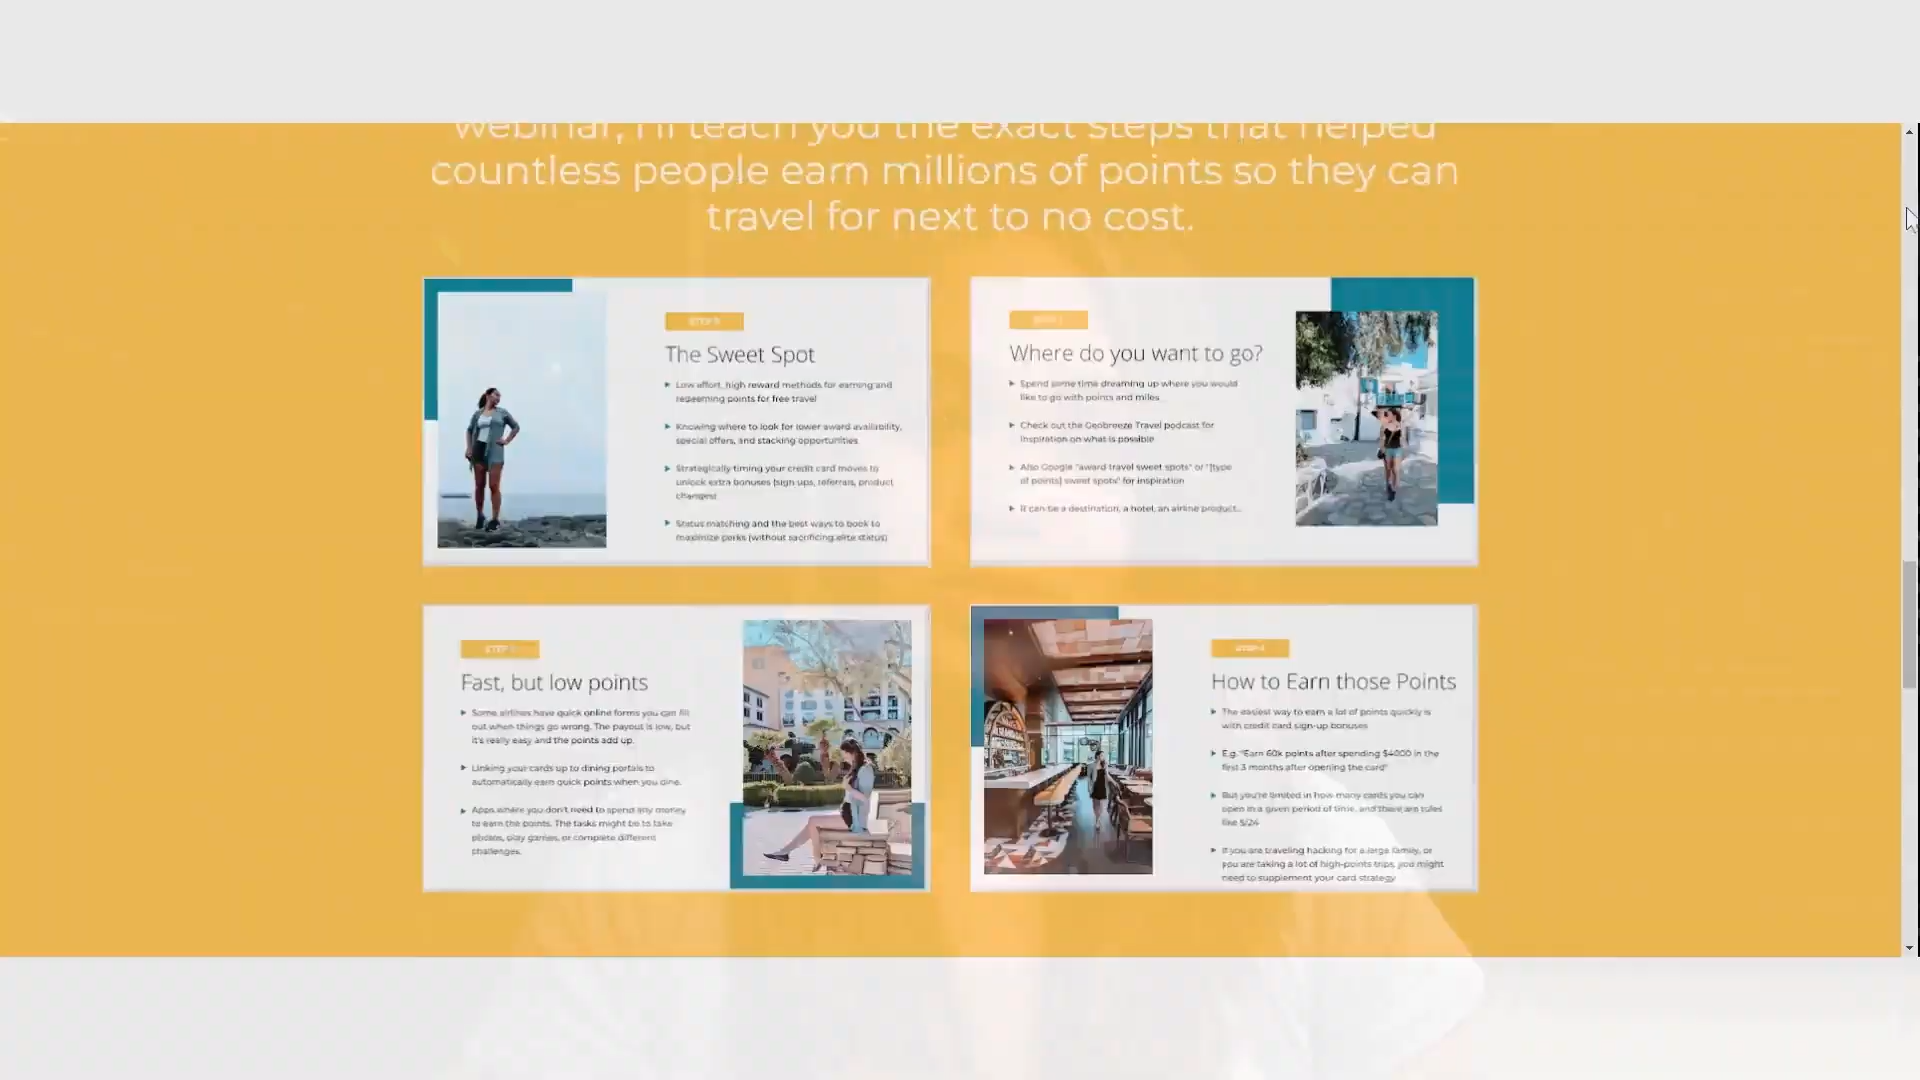 webinar, I'll teach you the exact steps that helped
countless people earn millions of points so they can
travel for next to no cost.
The Sweet Spot
Low effort, high reward methods for earning and
redeeming points for free travel
Knowing where to look for lower award availability,
special offers, and stacking opportunities
Strategically timing your credit card moves to
unlock extra bonuses (sign ups, referrals, product
changes)
Status matching and the best ways to book to
maximize perks (without sacrificing elite status)
Where do you want to go?
Spend some time dreaming up where you would
like to go with points and miles
Check out the Geobreeze Travel podcast for
inspiration on what is possible
Also Google "award travel sweet spots" or "[type
of points] sweet spots" for inspiration
It can be a destination, a hotel, an airline product...
STEP
Fast, but low points
Some airlines have quick online forms you can fill
out when things go wrong. The payout is low, but
it's really easy and the points add up.
Linking your cards up to dining portals to
automatically earn quick points when you dine.
Apps where you don't need to spend any money
to earn the points. The tasks might be to take
photos, play games, or complete different
challenges.
How to Earn those Points
The easiest way to earn a lot of points quickly is
with credit card sign-up bonuses
E.g. "Earn 60k points after spending $4000 in the
first 3 months after opening the card"
But you're limited in how many cards you can
open in a given period of time, and there are rules
like 5/24
If you are traveling hacking for a large family, or
you are taking a lot of high-points trips, you might
need to supplement your card strategy